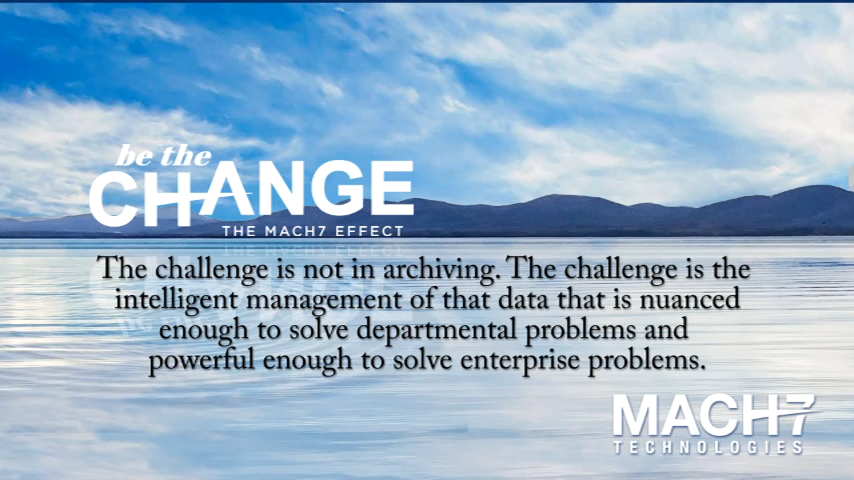 be the
CHANGE
THE MACH7 EFFECT
The challenge is not in archiving. The challenge is the
intelligent management of that data that is nuanced
enough to solve departmental problems and
powerful enough to solve enterprise problems.
MACH7
TECHNOLOGIES